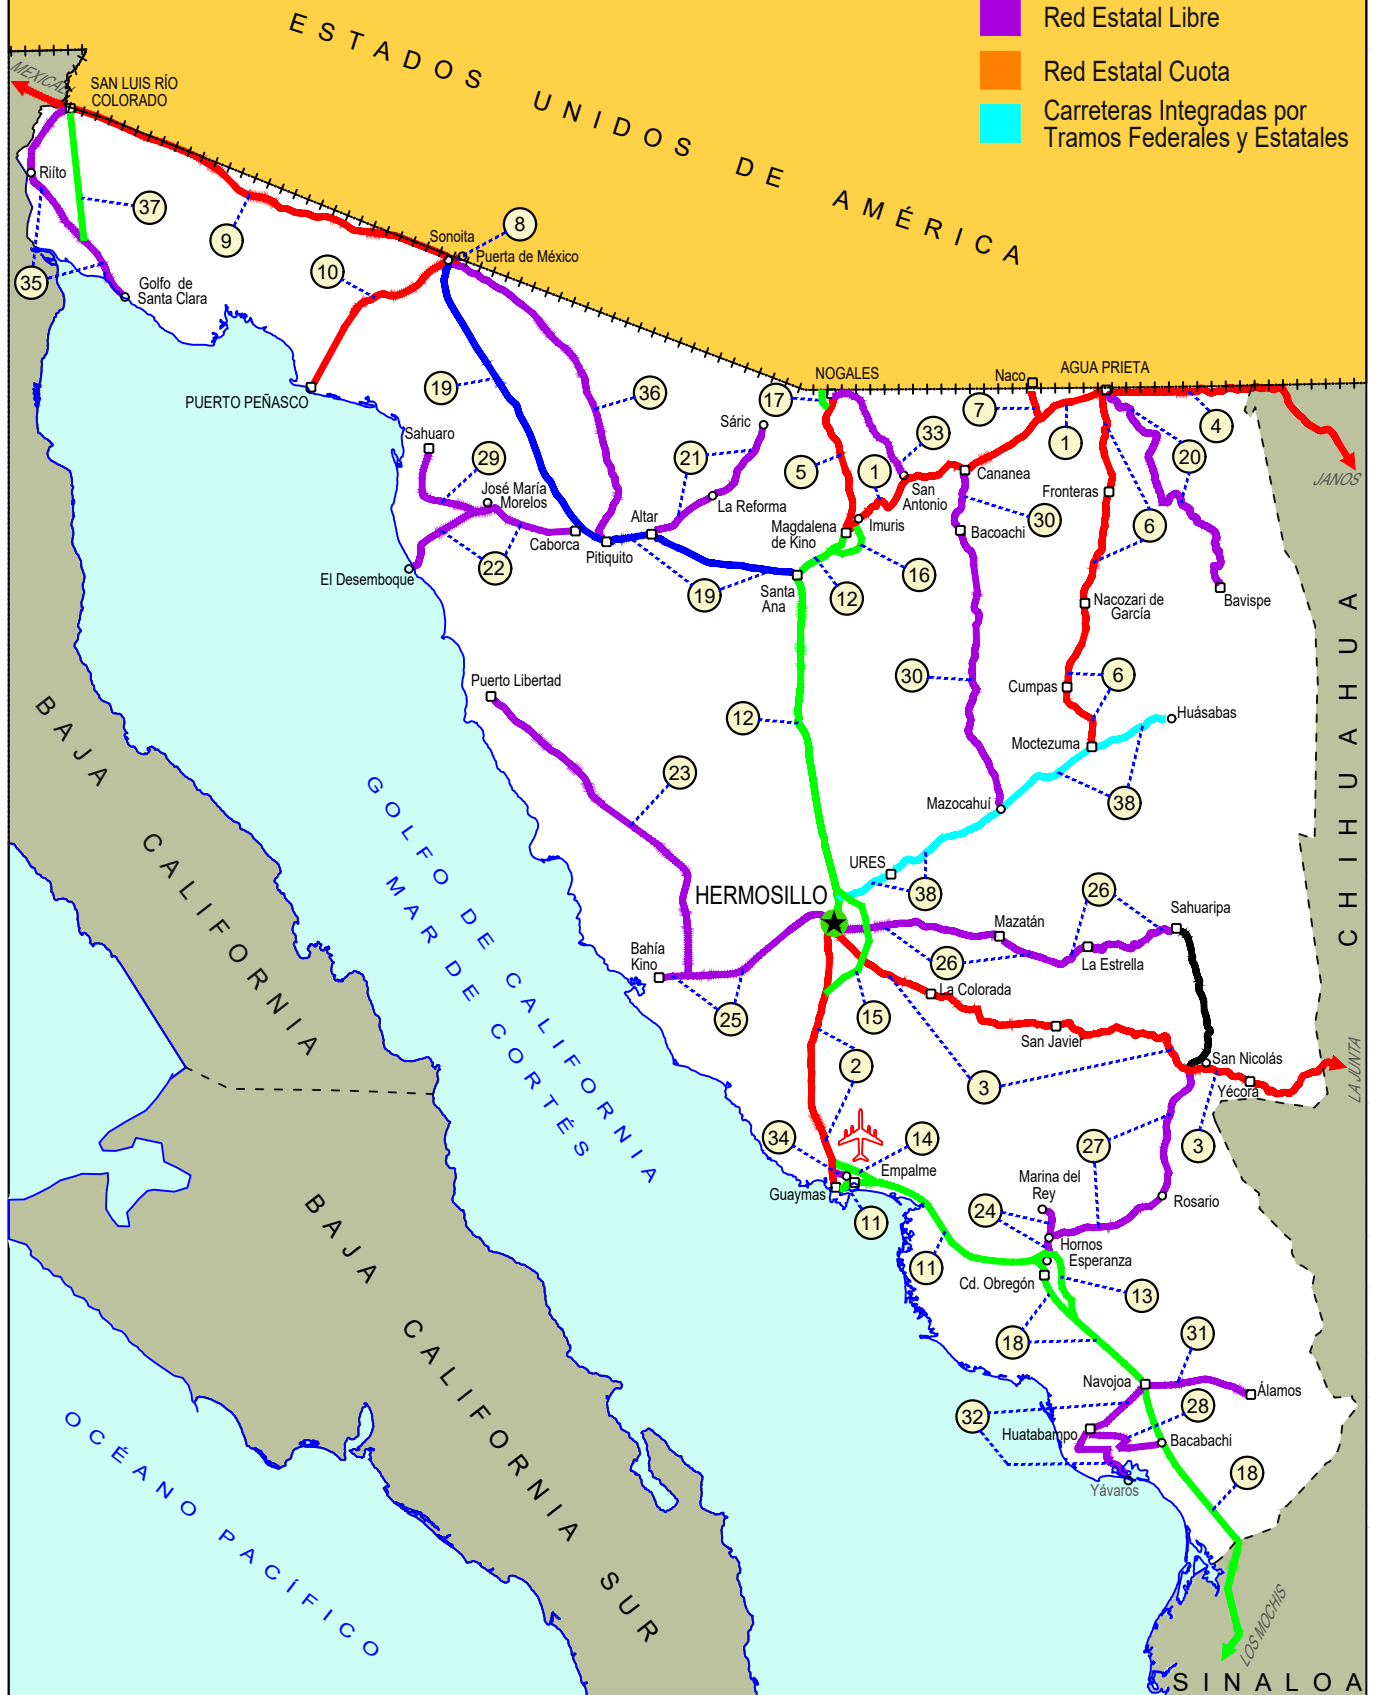 Red Estatal Libre
Red Estatal Cuota
Carreteras Integradas por
Tramos Federales y Estatales
ESTADOS UNIDOS DE AMÉRICA
MEXICALI
SAN LUIS RÍO
COLORADO
Riíto
37
9
35
Golfo de
Santa Clara
10
Sonoita
8
Puerta de México
PUERTO PEÑASCO
19
36
NOGALES
17
Naco
AGUA PRIETA
7
1
4
JANOS
Sáric
Sahuaro
29
José María
Morelos
21
La Reforma
5
1
33
San
Antonio
Cananea
30
Fronteras
20
6
Altar
Caborca
Pitiquito
22
El Desemboque
19
Magdalena
de Kino
Imuris
16
12
Santa
Ana
Bacoachi
Nacozari de
García
Bavispe
CHIHUAHUA
Puerto Libertad
30
6
Cumpas
12
Huásabas
Moctezuma
23
Mazocahuí
38
BAJA CALIFORNIA
GOLFO DE CALIFORNIA
MAR DE CORTÉS
URES
38
HERMOSILLO
26
Sahuaripa
Mazatán
Bahía
Kino
26
La Estrella
La Colorada
25
15
San Javier
2
3
San Nicolás
Yécora
LA JUNTA
34
14
27
3
Empalme
Guaymas
11
Marina del
Rey
24
Rosario
Hornos
Esperanza
11
Cd. Obregón
13
18
31
BAJA CALIFORNIA SUR
Navojoa
Álamos
32
28
Huatabampo
Bacabachi
18
Yávaros
OCÉANO PACÍFICO
LOS MOCHIS
SINALOA